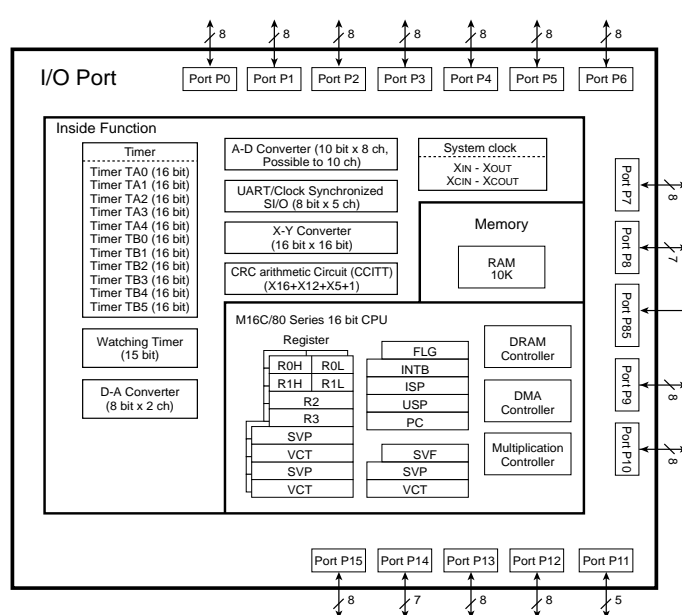 8 8 8 8 8 8 8
I/O Port
Port P0 Port P1 Port P2 Port P3 Port P4 Port P5 Port P6
Inside Function
Timer
Timer TA0 (16 bit)
Timer TA1 (16 bit)
Timer TA2 (16 bit)
Timer TA3 (16 bit)
Timer TA4 (16 bit)
Timer TB0 (16 bit)
Timer TB1 (16 bit)
Timer TB2 (16 bit)
Timer TB3 (16 bit)
Timer TB4 (16 bit)
Timer TB5 (16 bit)
Watching Timer
(15 bit)
D-A Converter
(8 bit x 2 ch)
A-D Converter (10 bit x 8 ch,
Possible to 10 ch)
UART/Clock Synchronized
SI/O (8 bit x 5 ch)
X-Y Converter
(16 bit x 16 bit)
CRC arithmetic Circuit (CCITT)
(X16+X12+X5+1)
System clock
XIN - XOUT
XCIN - XCOUT
Memory
RAM
10K
M16C/80 Series 16 bit CPU
Register
R0H R0L
R1H R1L
R2
R3
SVP
VCT
SVP
VCT
FLG
INTB
ISP
USP
PC
SVF
SVP
VCT
DRAM
Controller
DMA
Controller
Multiplication
Controller
Port P7
8
Port P8
7
Port P85
Port P9
8
Port P10
8
Port P15 Port P14 Port P13 Port P12 Port P11
8 7 8 8 5